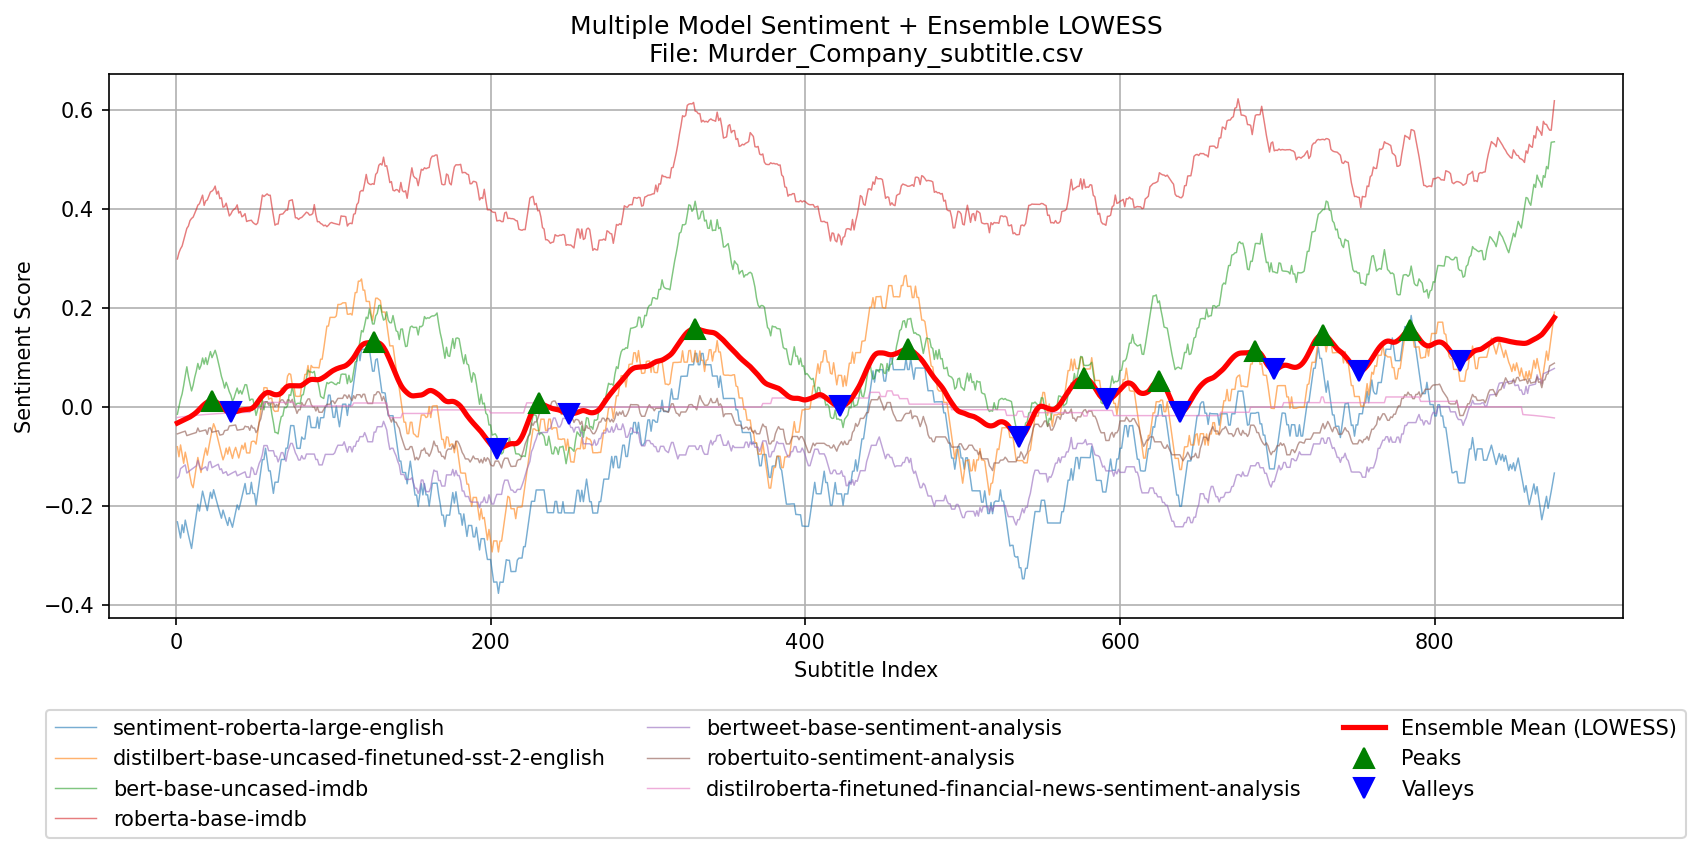 Multiple Model Sentiment + Ensemble LOWESS
File: Murder_Company_subtitle.csv
Sentiment Score
0.6
0.4
0.2
0.0
−0.2
−0.4
0 200 400 600 800
Subtitle Index
sentiment-roberta-large-english
distilbert-base-uncased-finetuned-sst-2-english
bert-base-uncased-imdb
roberta-base-imdb
bertweet-base-sentiment-analysis
robertuito-sentiment-analysis
distilroberta-finetuned-financial-news-sentiment-analysis
Ensemble Mean (LOWESS)
Peaks
Valleys